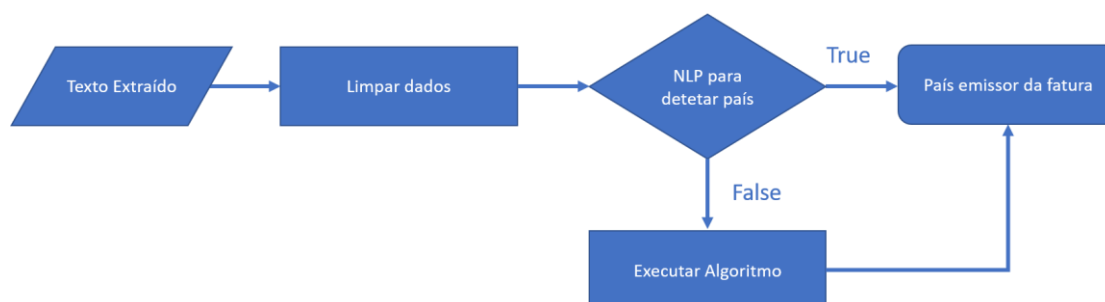 Texto Extraído
Limpar dados
NLP para
detetar país
True
País emissor da fatura
False
Executar Algoritmo